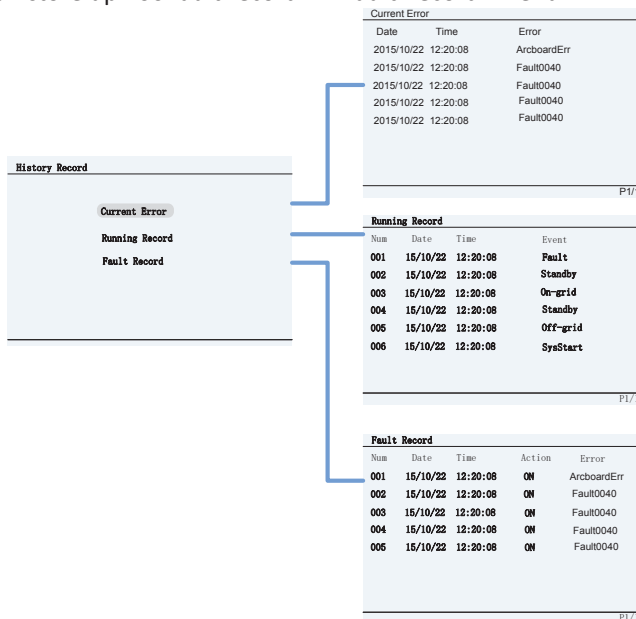 History Record
Current Error
Running Record
Fault Record
Current Error
Date Time Error
2015/10/22 12:20:08 ArcboardErr
2015/10/22 12:20:08 Fault0040
2015/10/22 12:20:08 Fault0040
2015/10/22 12:20:08 Fault0040
2015/10/22 12:20:08 Fault0040
Running Record
Num Date Time Event
001 15/10/22 12:20:08 Fault
002 15/10/22 12:20:08 Standby
003 15/10/22 12:20:08 On-grid
004 15/10/22 12:20:08 Standby
005 15/10/22 12:20:08 Off-grid
006 15/10/22 12:20:08 SysStart
Fault Record
Num Date Time Action Error
001 15/10/22 12:20:08 ON ArcboardErr
002 15/10/22 12:20:08 ON Fault0040
003 15/10/22 12:20:08 ON Fault0040
004 15/10/22 12:20:08 ON Fault0040
005 15/10/22 12:20:08 ON Fault0040